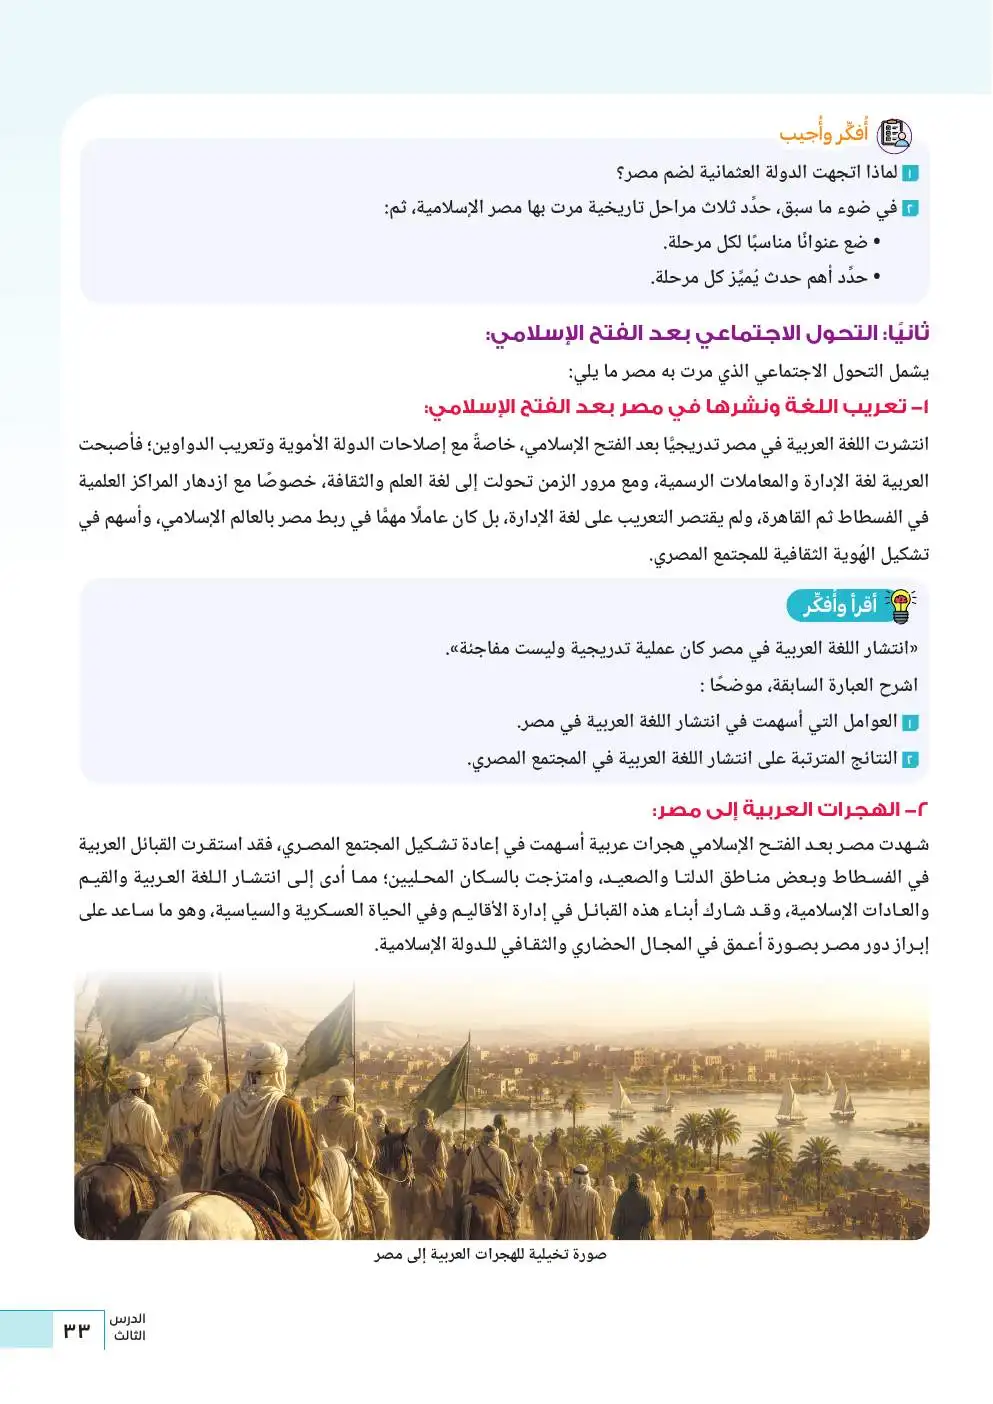 أُفكِّر وأُجيب
١ لماذا اتجهت الدولة العثمانية لضم مصر؟
٢ في ضوء ما سبق، حدِّد ثلاث مراحل تاريخية مرت بها مصر الإسلامية، ثم:
• ضع عنوانًا مناسبًا لكل مرحلة.
• حدِّد أهم حدث يُميَّز كل مرحلة.
ثانيًا: التحول الاجتماعي بعد الفتح الإسلامي:
يشمل التحول الاجتماعي الذي مرت به مصر ما يلي:
١- تعريب اللغة ونشرها في مصر بعد الفتح الإسلامي:
انتشرت اللغة العربية في مصر تدريجيًّا بعد الفتح الإسلامي، خاصةً مع إصلاحات الدولة الأموية وتعريب الدواوين؛ فأصبحت
العربية لغة الإدارة والمعاملات الرسمية، ومع مرور الزمن تحولت إلى لغة العلم والثقافة، خصوصًا مع ازدهار المراكز العلمية
في الفسطاط ثم القاهرة، ولم يقتصر التعريب على لغة الإدارة، بل كان عاملًا مهمًّا في ربط مصر بالعالم الإسلامي، وأسهم في
تشكيل الهُوية الثقافية للمجتمع المصري.
أقرأ وأُفكِّر
«انتشار اللغة العربية في مصر كان عملية تدريجية وليست مفاجئة».
اشرح العبارة السابقة، موضحًا :
١ العوامل التي أسهمت في انتشار اللغة العربية في مصر.
٢ النتائج المترتبة على انتشار اللغة العربية في المجتمع المصري.
٢- الهجرات العربية إلى مصر:
شهدت مصر بعد الفتح الإسلامي هجرات عربية أسهمت في إعادة تشكيل المجتمع المصري، فقد استقرت القبائل العربية
في الفسطاط وبعض مناطق الدلتا والصعيد، وامتزجت بالسكان المحليين؛ مما أدى إلى انتشار اللغة العربية والقيم
والعادات الإسلامية، وقد شارك أبناء هذه القبائل في إدارة الأقاليم وفي الحياة العسكرية والسياسية، وهو ما ساعد على
إبراز دور مصر بصورة أعمق في المجال الحضاري والثقافي للدولة الإسلامية.
صورة تخيلية للهجرات العربية إلى مصر
الدرس
الثالث
٣٣